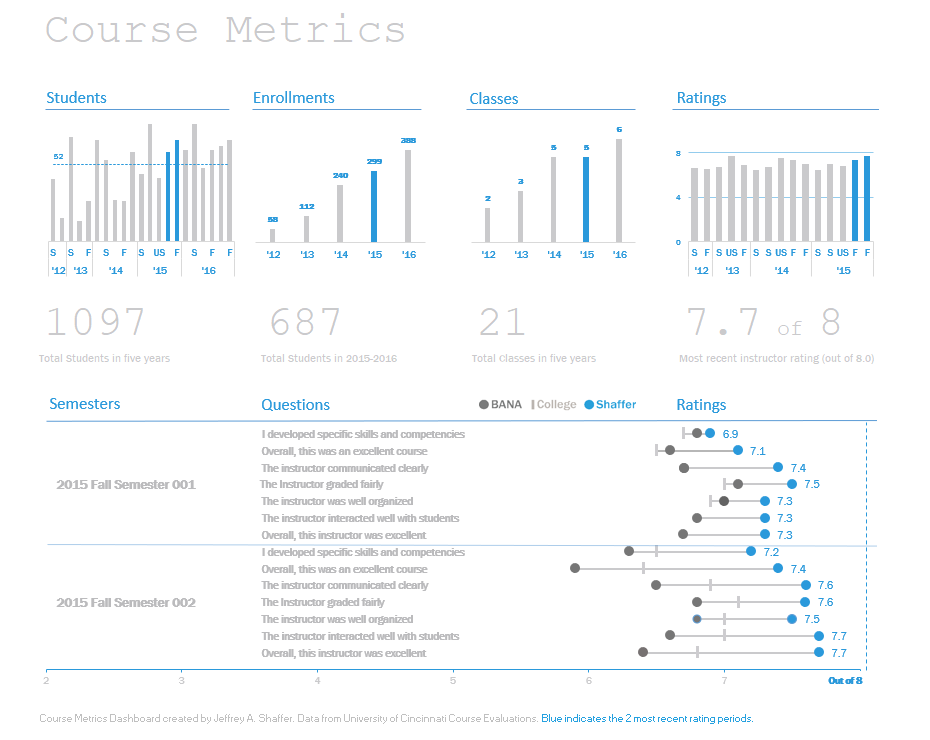 Course Metrics
Students
Enrollments
Classes
Ratings
52
S S F S F S US F S F
'12 '13 '14 '15 '16
58 112 240 299 388
'12 '13 '14 '15 '16
2 3 5 5 6
'12 '13 '14 '15 '16
8
4
0
S F S US F S S US F F S S US F F
'12 '13 '14 '15
1097
Total Students in five years
687
Total Students in 2015-2016
21
Total ©lasses in five years
7.7 of 8
Most recent instructor rating (out of 8.0)
Semesters Questions BANA College Shaffer Ratings
I developed specific skills and competencies 6.9
Overall, this was an excellent course 7.1
The instructor communicated clearly 7.4
2015 Fall Semester 001 The Instructor graded fairly 7.5
The instructor was well organized 7.3
The instructor interacted well with students 7.3
Overall, this instructor was excellent 7.3
I developed specific skills and competencies 7.2
Overall, this was an excellent course 7.4
The instructor communicated clearly 7.6
2015 Fall Semester 002 The Instructor graded fairly 7.6
The instructor was well organized 7.5
The instructor interacted well with students 7.7
Overall, this instructor was excellent 7.7
2 3 4 5 6 7 Out of 8
Course Metrics Dashboard created by Jeffrey A. Shaffer. Data from University of Cincinnati Course Evaluations. Blue indicates the 2 most recent rating periods.